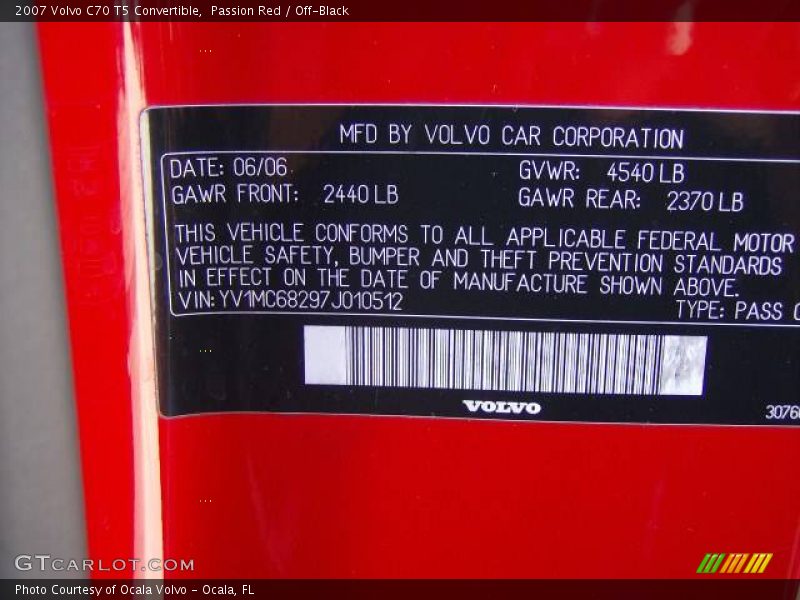 2007 Volvo C70 T5 Convertible,  Passion Red / Off-Black
MFD BY VOLVO CAR CORPORATION
DATE: 06/06 GVWR: 4540 LB
GAWR FRONT: 2440 LB GAWR REAR: 2370 LB
THIS VEHICLE CONFORMS TO ALL APPLICABLE FEDERAL MOTOR
VEHICLE SAFETY, BUMPER AND THEFT PREVENTION STANDARDS
IN EFFECT ON THE DATE OF MANUFACTURE SHOWN ABOVE.
VIN: YV1MC68297J010512 TYPE: PASS
VOLVO
GTCARLOT.COM
Photo Courtesy of Ocala Volvo - Ocala, FL